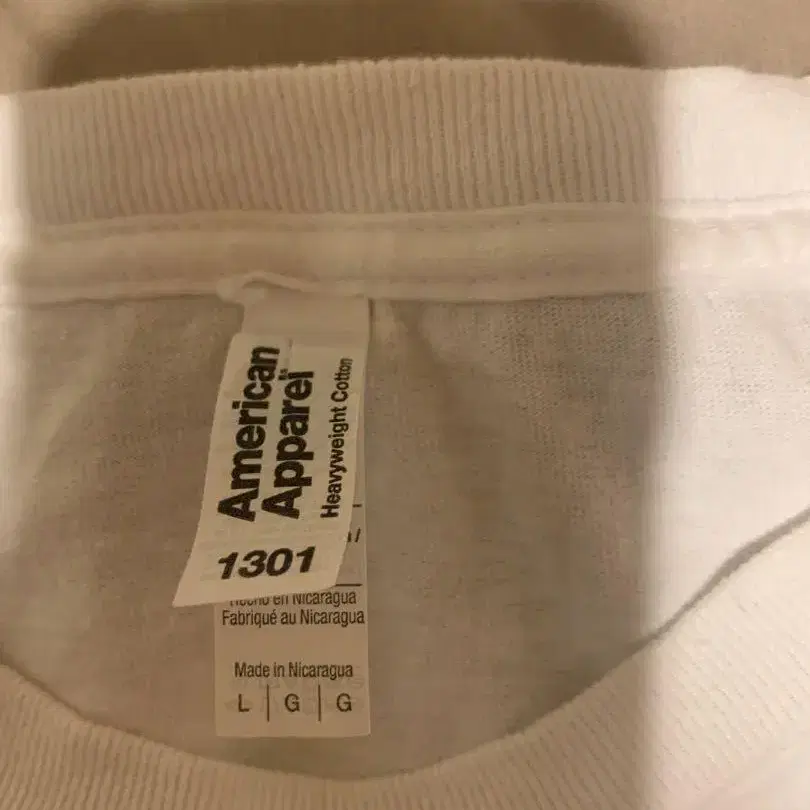 American
Apparel
Heavyweight Cotton
1301
Hecho en Nicaragua
Fabriqué au Nicaragua
Made in Nicaragua
L | G | G